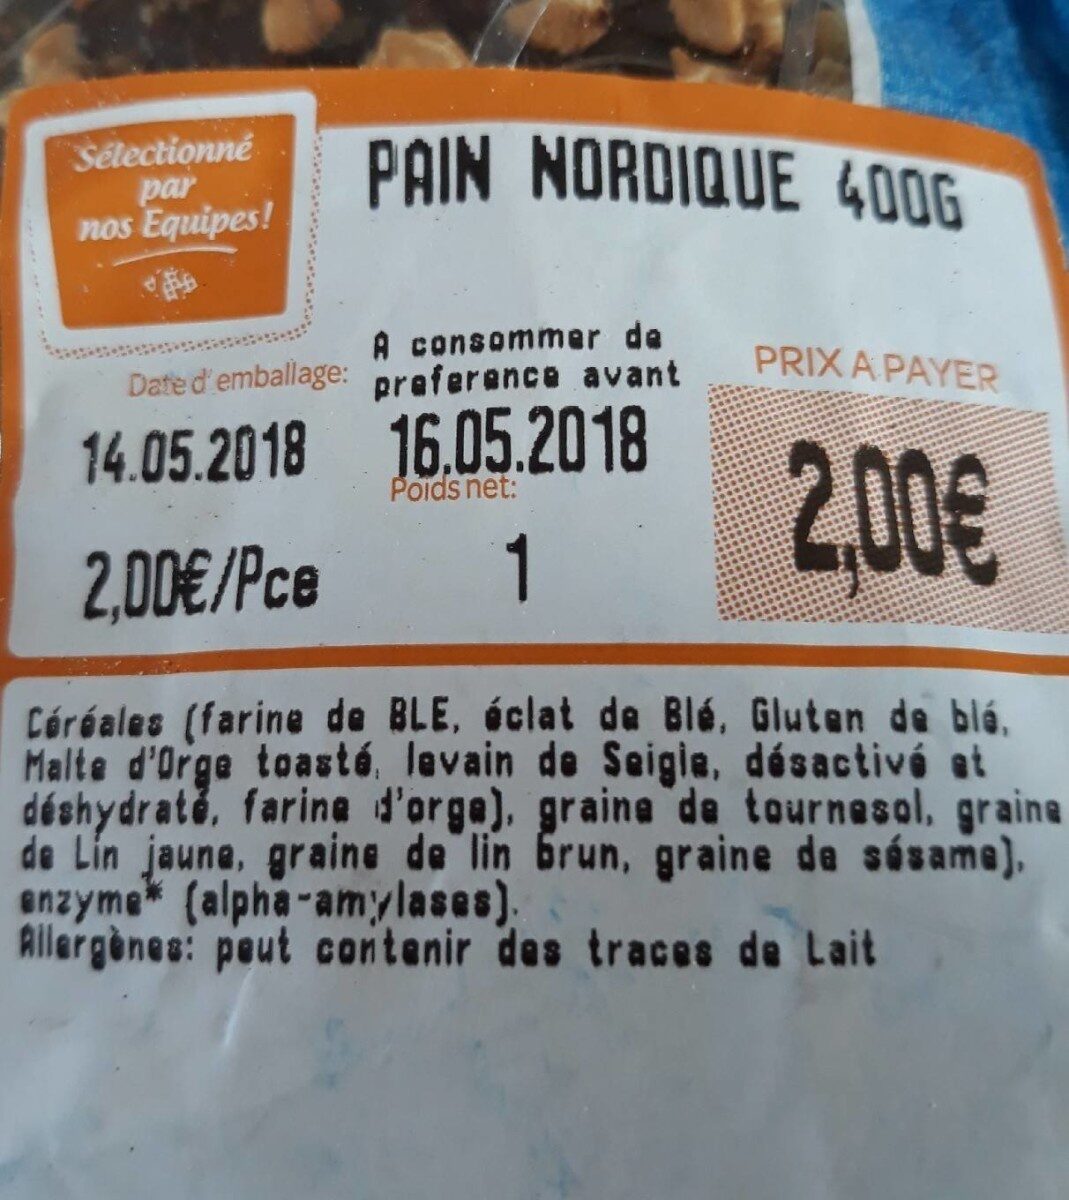 Sélectionné
par
nos Equipes!
PAIN NORDIQUE 400G
Date d'emballage:
14.05.2018
A consommer de
preference avant
16.05.2018
Poids net:
PRIX A PAYER
2,00€
2,00€/Pce
1
Céréales (farine de BLE, éclat de Blé, Gluten de blé,
Malte d'Orge toasté, levain de Seigle, désactivé et
déshydraté, farine d'orge), graine de tournesol, graine
de Lin jaune, graine de lin brun, graine de sésame),
enzyme* (alpha-amylases).
Allergènes: peut contenir des traces de Lait